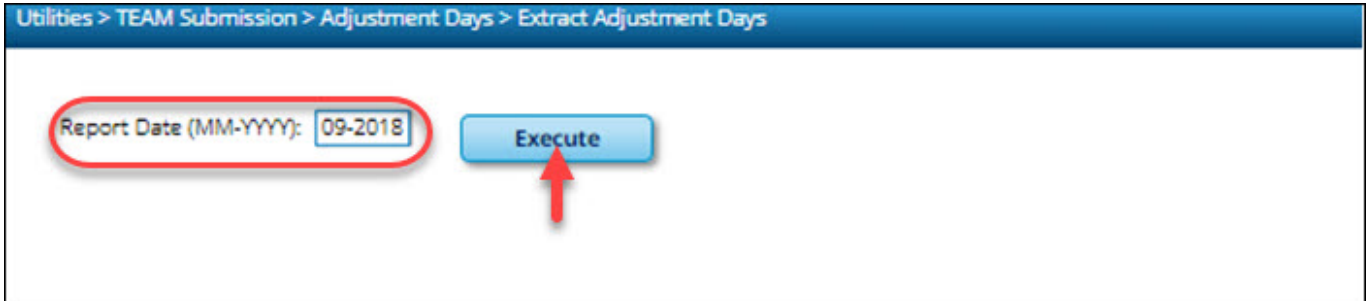 Utilities > TEAM Submission > Adjustment Days > Extract Adjustment Days
Report Date (MM-YYYY): 09-2018 Execute